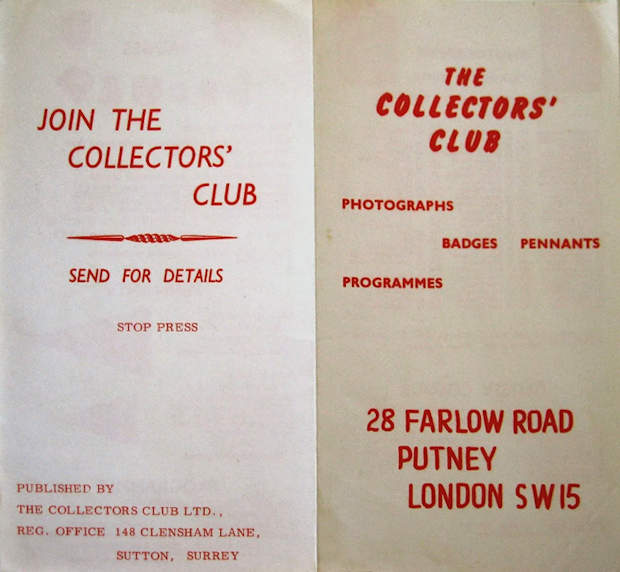 JOIN THE
COLLECTORS'
CLUB
SEND FOR DETAILS
STOP PRESS
PUBLISHED BY
THE COLLECTORS CLUB LTD.,
REG. OFFICE 148 CLENSHAM LANE,
SUTTON, SURREY
THE
COLLECTORS'
CLUB
PHOTOGRAPHS
BADGES PENNANTS
PROGRAMMES
28 FARLOW ROAD
PUTNEY
LONDON SW15